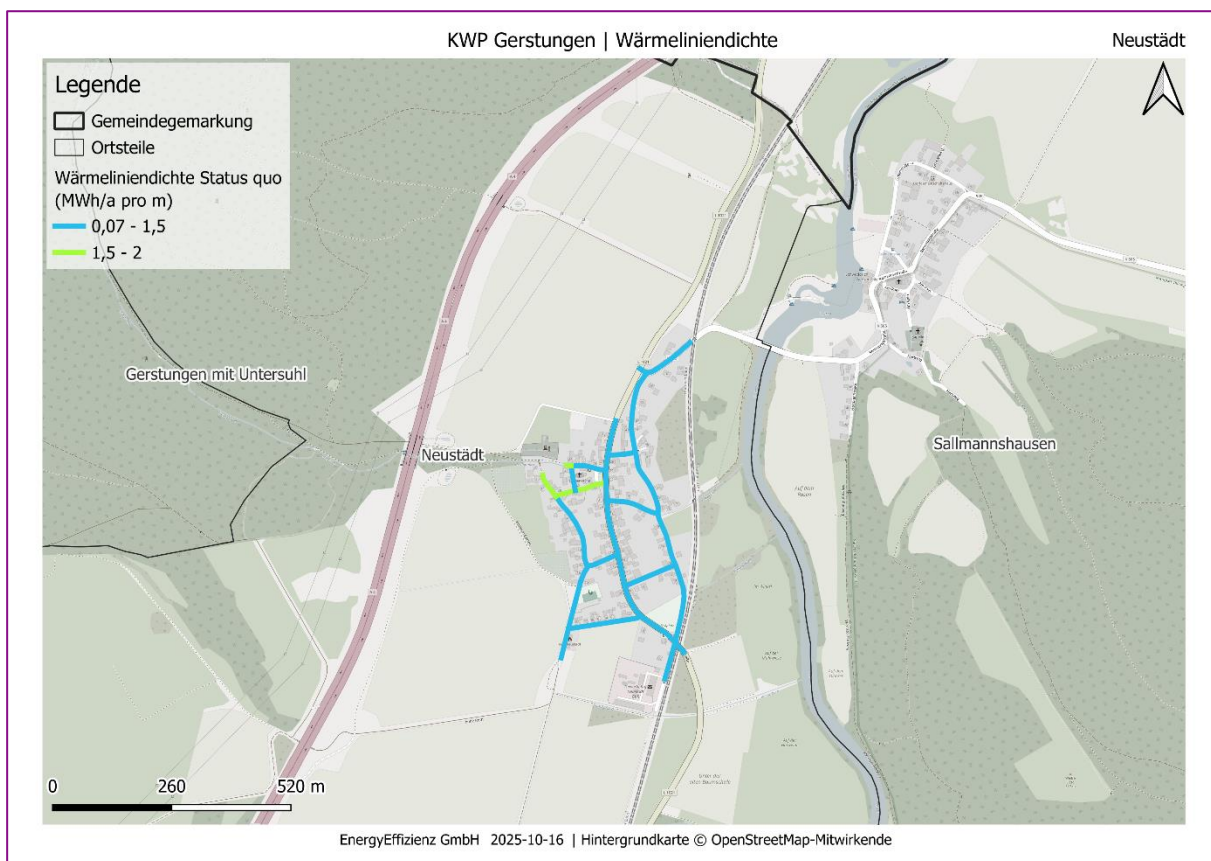 KWP Gerstungen | Wärmeliniendichte
Neustädt
Legende
Gemeindegemarkung
Ortsteile
Wärmeliniendichte Status quo
(MWh/a pro m)
0,07 - 1,5
1,5 - 2
Gerstungen mit Untersuhl
Neustädt
Sallmannshausen
0 260 520 m
EnergyEffizienz GmbH 2025-10-16 | Hintergrundkarte © OpenStreetMap-Mitwirkende